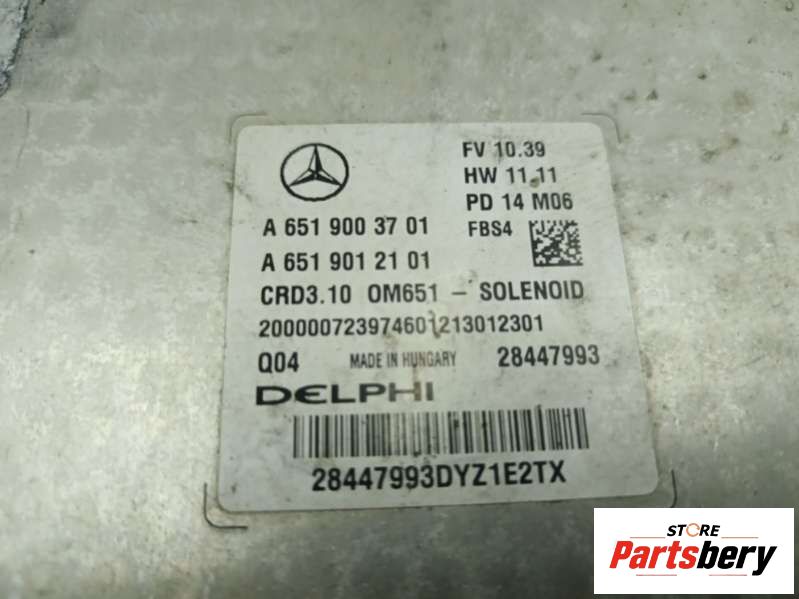 FV 10.39
HW 11.11
PD 14 M06
A 651 900 37 01
FBS4
A 651 901 21 01
CRD3.10 OM651 - SOLENOID
20000072397460 1213012301
Q04 MADE IN HUNGARY 28447993
DELPHI
28447993DYZ1E2TX
STORE
Partsbery